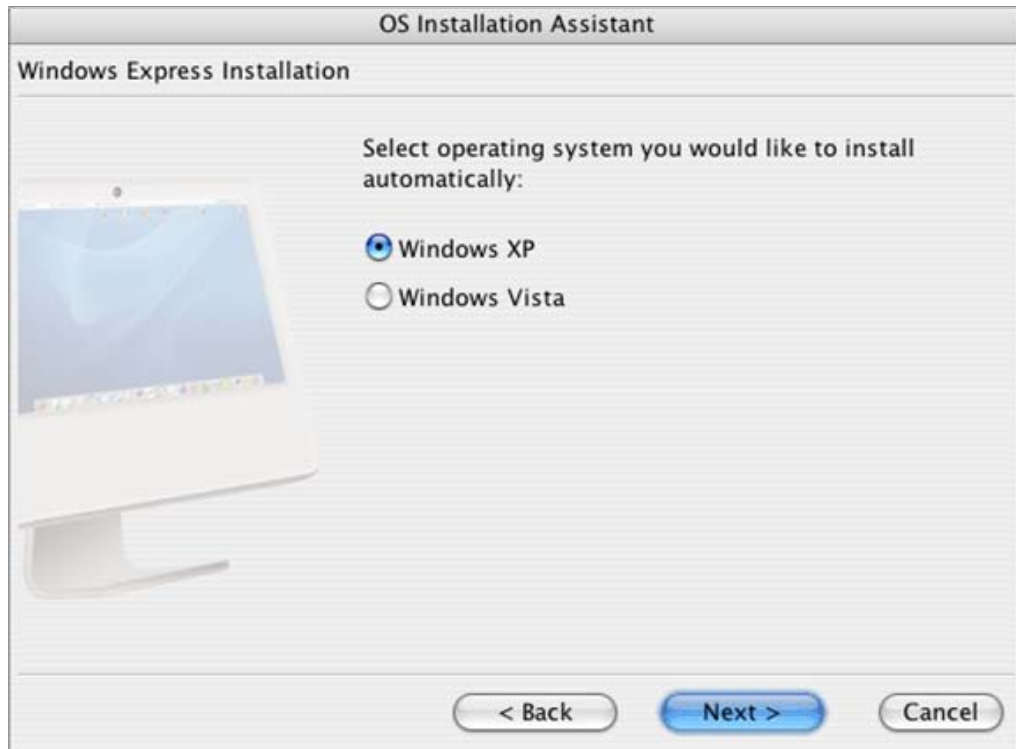 OS Installation Assistant
Windows Express Installation
Select operating system you would like to install
automatically:
Windows XP
Windows Vista
< Back
Next >
Cancel